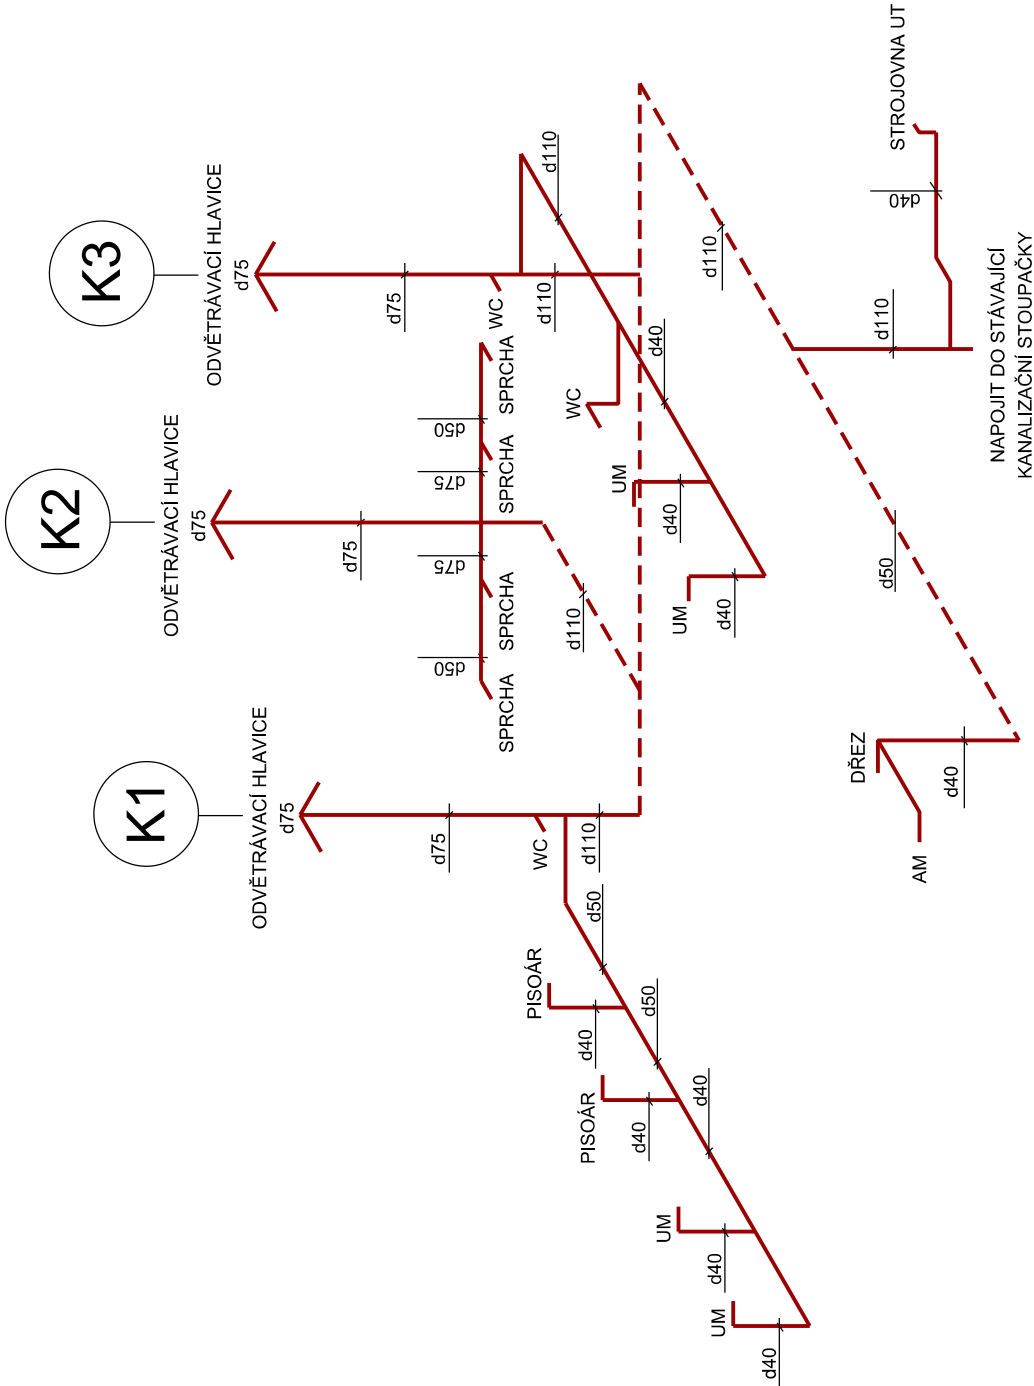 K3
ODVĚTRÁVACÍ HLAVICE
d75
d75
WC
d110
d110
WC
d40
UM
d40
UM
d40
K2
ODVĚTRÁVACÍ HLAVICE
d75
d75
d50
SPRCHA
d75
SPRCHA
d75
SPRCHA
d50
SPRCHA
d110
K1
ODVĚTRÁVACÍ HLAVICE
d75
d75
WC
d110
d50
PISOÁR
d40
d50
PISOÁR
d40
d40
UM
d40
UM
d40
STROJOVNA UT
d40
d110
d110
NAPOJIT DO STÁVAJÍCÍ
KANALIZAČNÍ STOUPAČKY
d50
DŘEZ
d40
AM